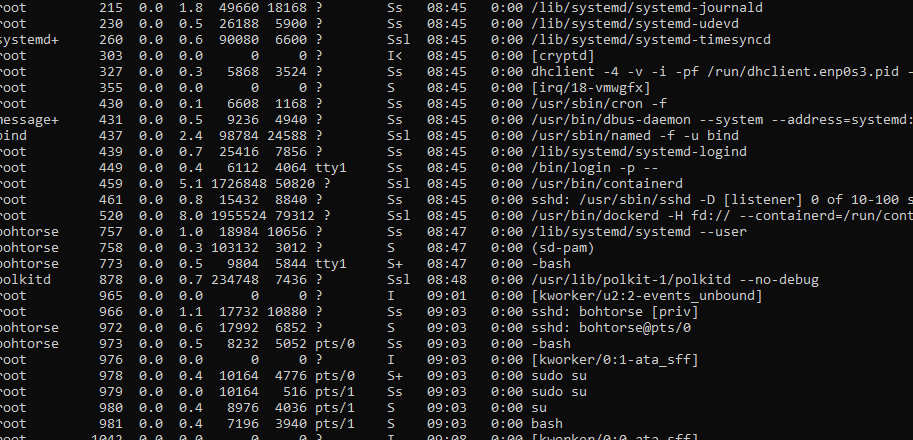 root 215 0.0 1.8 49660 18168 ? Ss 08:45 0:00 /lib/systemd/systemd-journald
root 230 0.0 0.5 26188 5900 ? Ss 08:45 0:00 /lib/systemd/systemd-udevd
systemd+ 260 0.0 0.6 90080 6600 ? Ssl 08:45 0:00 /lib/systemd/systemd-timesyncd
root 303 0.0 0.0 0 0 ? I< 08:45 0:00 [cryptd]
root 327 0.0 0.3 5868 3524 ? Ss 08:45 0:00 dhclient -4 -v -i -pf /run/dhclient.enp0s3.pid -
root 355 0.0 0.0 0 0 ? S 08:45 0:00 [irq/18-vmwgfx]
root 430 0.0 0.1 6608 1168 ? Ss 08:45 0:00 /usr/sbin/cron -f
message+ 431 0.0 0.5 9236 4940 ? Ss 08:45 0:00 /usr/bin/dbus-daemon --system --address=systemd:
bind 437 0.0 2.4 98784 24588 ? Ssl 08:45 0:00 /usr/sbin/named -f -u bind
root 439 0.0 0.7 25416 7856 ? Ss 08:45 0:00 /lib/systemd/systemd-logind
root 449 0.0 0.4 6112 4064 tty1 Ss 08:45 0:00 /bin/login -p --
root 459 0.0 5.1 1726848 50820 ? Ssl 08:45 0:00 /usr/bin/containerd
root 461 0.0 0.8 15432 8840 ? Ss 08:45 0:00 sshd: /usr/sbin/sshd -D [listener] 0 of 10-100 s
root 520 0.0 8.0 1955524 79312 ? Ssl 08:45 0:00 /usr/bin/dockerd -H fd:// --containerd=/run/cont
bohtorse 757 0.0 1.0 18984 10656 ? Ss 08:47 0:00 /lib/systemd/systemd --user
bohtorse 758 0.0 0.3 103132 3012 ? S 08:47 0:00 (sd-pam)
bohtorse 773 0.0 0.5 9804 5844 tty1 S+ 08:47 0:00 -bash
polkitd 878 0.0 0.7 234748 7436 ? Ssl 08:48 0:00 /usr/lib/polkit-1/polkitd --no-debug
root 965 0.0 0.0 0 0 ? I 09:01 0:00 [kworker/u2:2-events_unbound]
root 966 0.0 1.1 17732 10880 ? Ss 09:03 0:00 sshd: bohtorse [priv]
bohtorse 972 0.0 0.6 17992 6852 ? S 09:03 0:00 sshd: bohtorse@pts/0
bohtorse 973 0.0 0.5 8232 5052 pts/0 Ss 09:03 0:00 -bash
root 976 0.0 0.0 0 0 ? I 09:03 0:00 [kworker/0:1-ata_sff]
root 978 0.0 0.4 10164 4776 pts/0 S+ 09:03 0:00 sudo su
root 979 0.0 0.0 10164 516 pts/1 Ss 09:03 0:00 sudo su
root 980 0.0 0.4 8976 4036 pts/1 S 09:03 0:00 su
root 981 0.0 0.4 7196 3940 pts/1 S 09:03 0:00 bash
root 1042 0.0 0.0 0 0 ? I 09:08 0:00 [kworker/0:0-ata_sff]